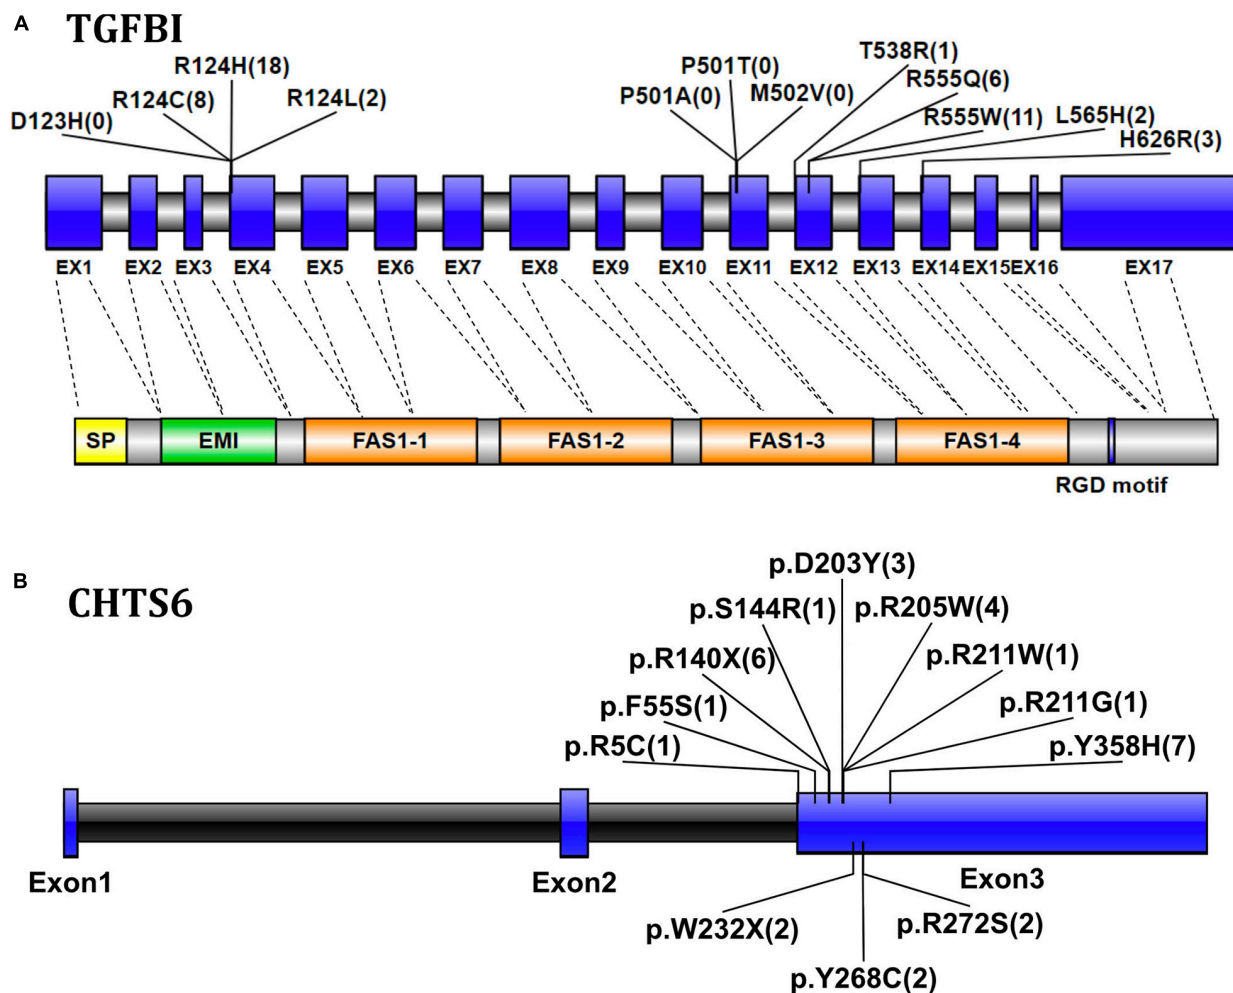 A
TGFBI
D123H(0)
R124C(8)
R124H(18)
R124L(2)
P501A(0)
P501T(0)
M502V(0)
T538R(1)
R555Q(6)
R555W(11)
L565H(2)
H626R(3)
EX1 EX2 EX3 EX4 EX5 EX6 EX7 EX8 EX9 EX10 EX11 EX12 EX13 EX14 EX15 EX16 EX17
SP EMI FAS1-1 FAS1-2 FAS1-3 FAS1-4
RGD motif
B
CHTS6
p.R5C(1)
p.F55S(1)
p.R140X(6)
p.S144R(1)
p.D203Y(3)
p.R205W(4)
p.R211W(1)
p.R211G(1)
p.Y358H(7)
Exon1 Exon2 Exon3
p.W232X(2)
p.Y268C(2)
p.R272S(2)